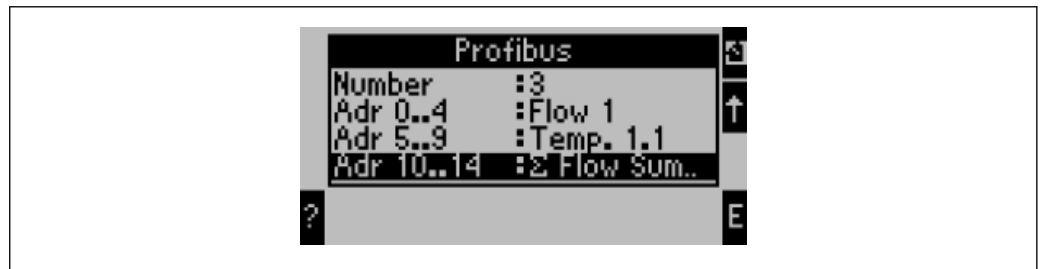 Profibus
Number :3
Adr 0..4 :Flow 1
Adr 5..9 :Temp. 1.1
Adr 10..14 :Σ Flow Sum..
? E